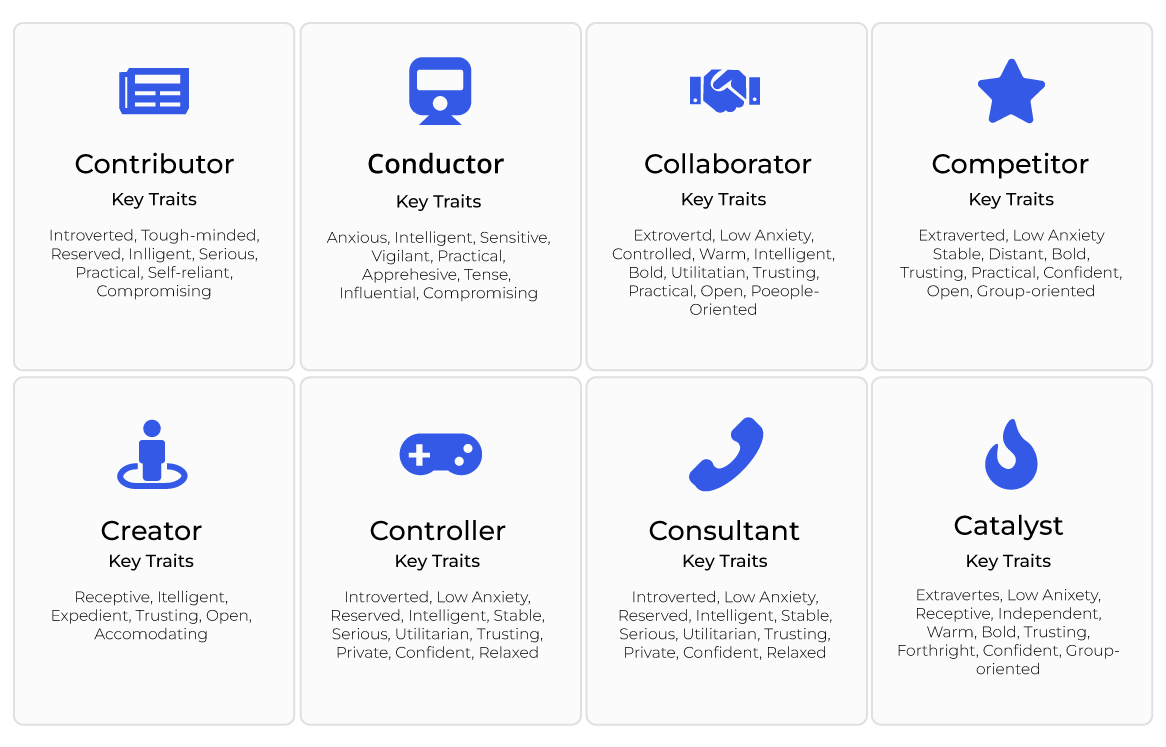 Contributor
Key Traits
Introverted, Tough-minded,
Reserved, Inlligent, Serious,
Practical, Self-reliant,
Compromising
Conductor
Key Traits
Anxious, Intelligent, Sensitive,
Vigilant, Practical,
Apprehesive, Tense,
Influential, Compromising
Collaborator
Key Traits
Extrovertd, Low Anxiety,
Controlled, Warm, Intelligent,
Bold, Utilitatian, Trusting,
Practical, Open, Poeople-
Oriented
Competitor
Key Traits
Extraverted, Low Anxiety
Stable, Distant, Bold,
Trusting, Practical, Confident,
Open, Group-oriented
Creator
Key Traits
Receptive, Itelligent,
Expedient, Trusting, Open,
Accomodating
Controller
Key Traits
Introverted, Low Anxiety,
Reserved, Intelligent, Stable,
Serious, Utilitarian, Trusting,
Private, Confident, Relaxed
Consultant
Key Traits
Introverted, Low Anxiety,
Reserved, Intelligent, Stable,
Serious, Utilitarian, Trusting,
Private, Confident, Relaxed
Catalyst
Key Traits
Extravertes, Low Anixety,
Receptive, Independent,
Warm, Bold, Trusting,
Forthright, Confident, Group-
oriented